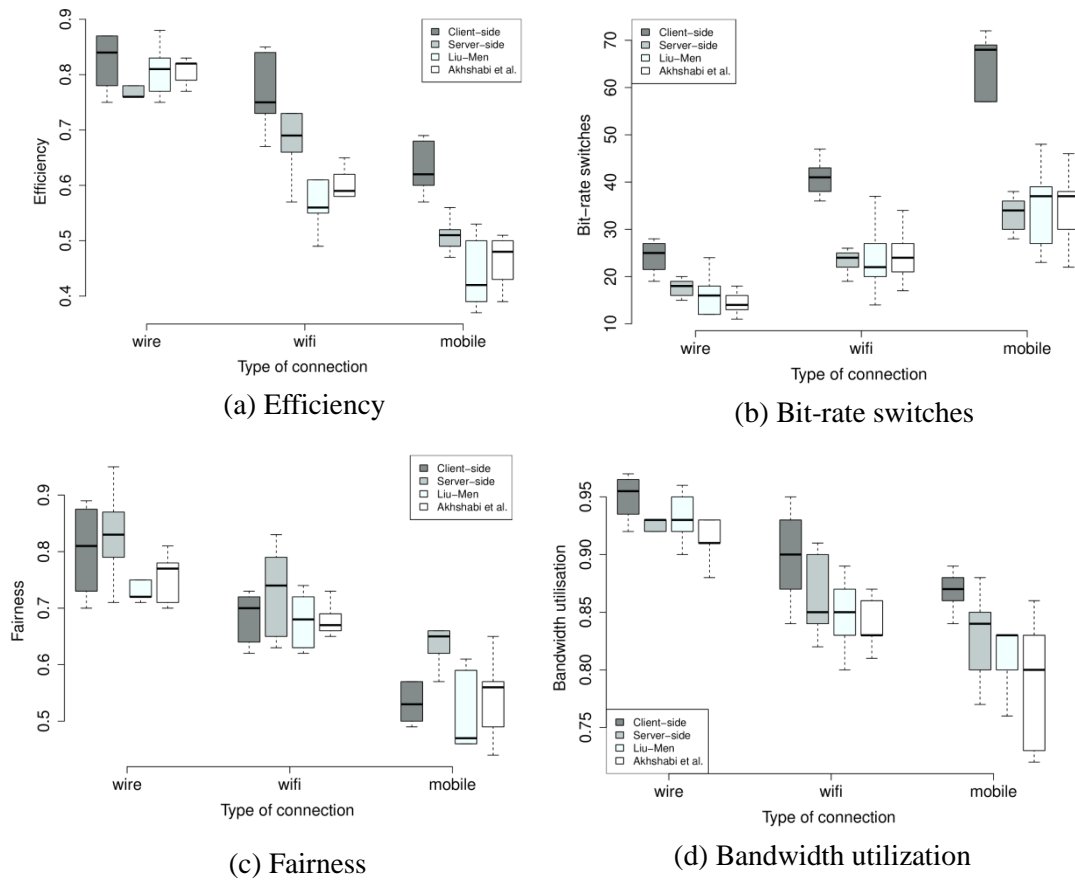 0.9
0.8
0.7
0.6
0.5
0.4
Efficiency
Client−side
Server−side
Liu−Men
Akhshabi et al.
wire
wifi
mobile
Type of connection
(a) Efficiency
70
60
50
40
30
20
10
Bit−rate switches
Client−side
Server−side
Liu−Men
Akhshabi et al.
wire
wifi
mobile
Type of connection
(b) Bit-rate switches
0.9
0.8
0.7
0.6
0.5
Fairness
Client−side
Server−side
Liu−Men
Akhshabi et al.
wire
wifi
mobile
Type of connection
(c) Fairness
0.95
0.90
0.85
0.80
0.75
Bandwidth utilisation
Client−side
Server−side
Liu−Men
Akhshabi et al.
wire
wifi
mobile
Type of connection
(d) Bandwidth utilization